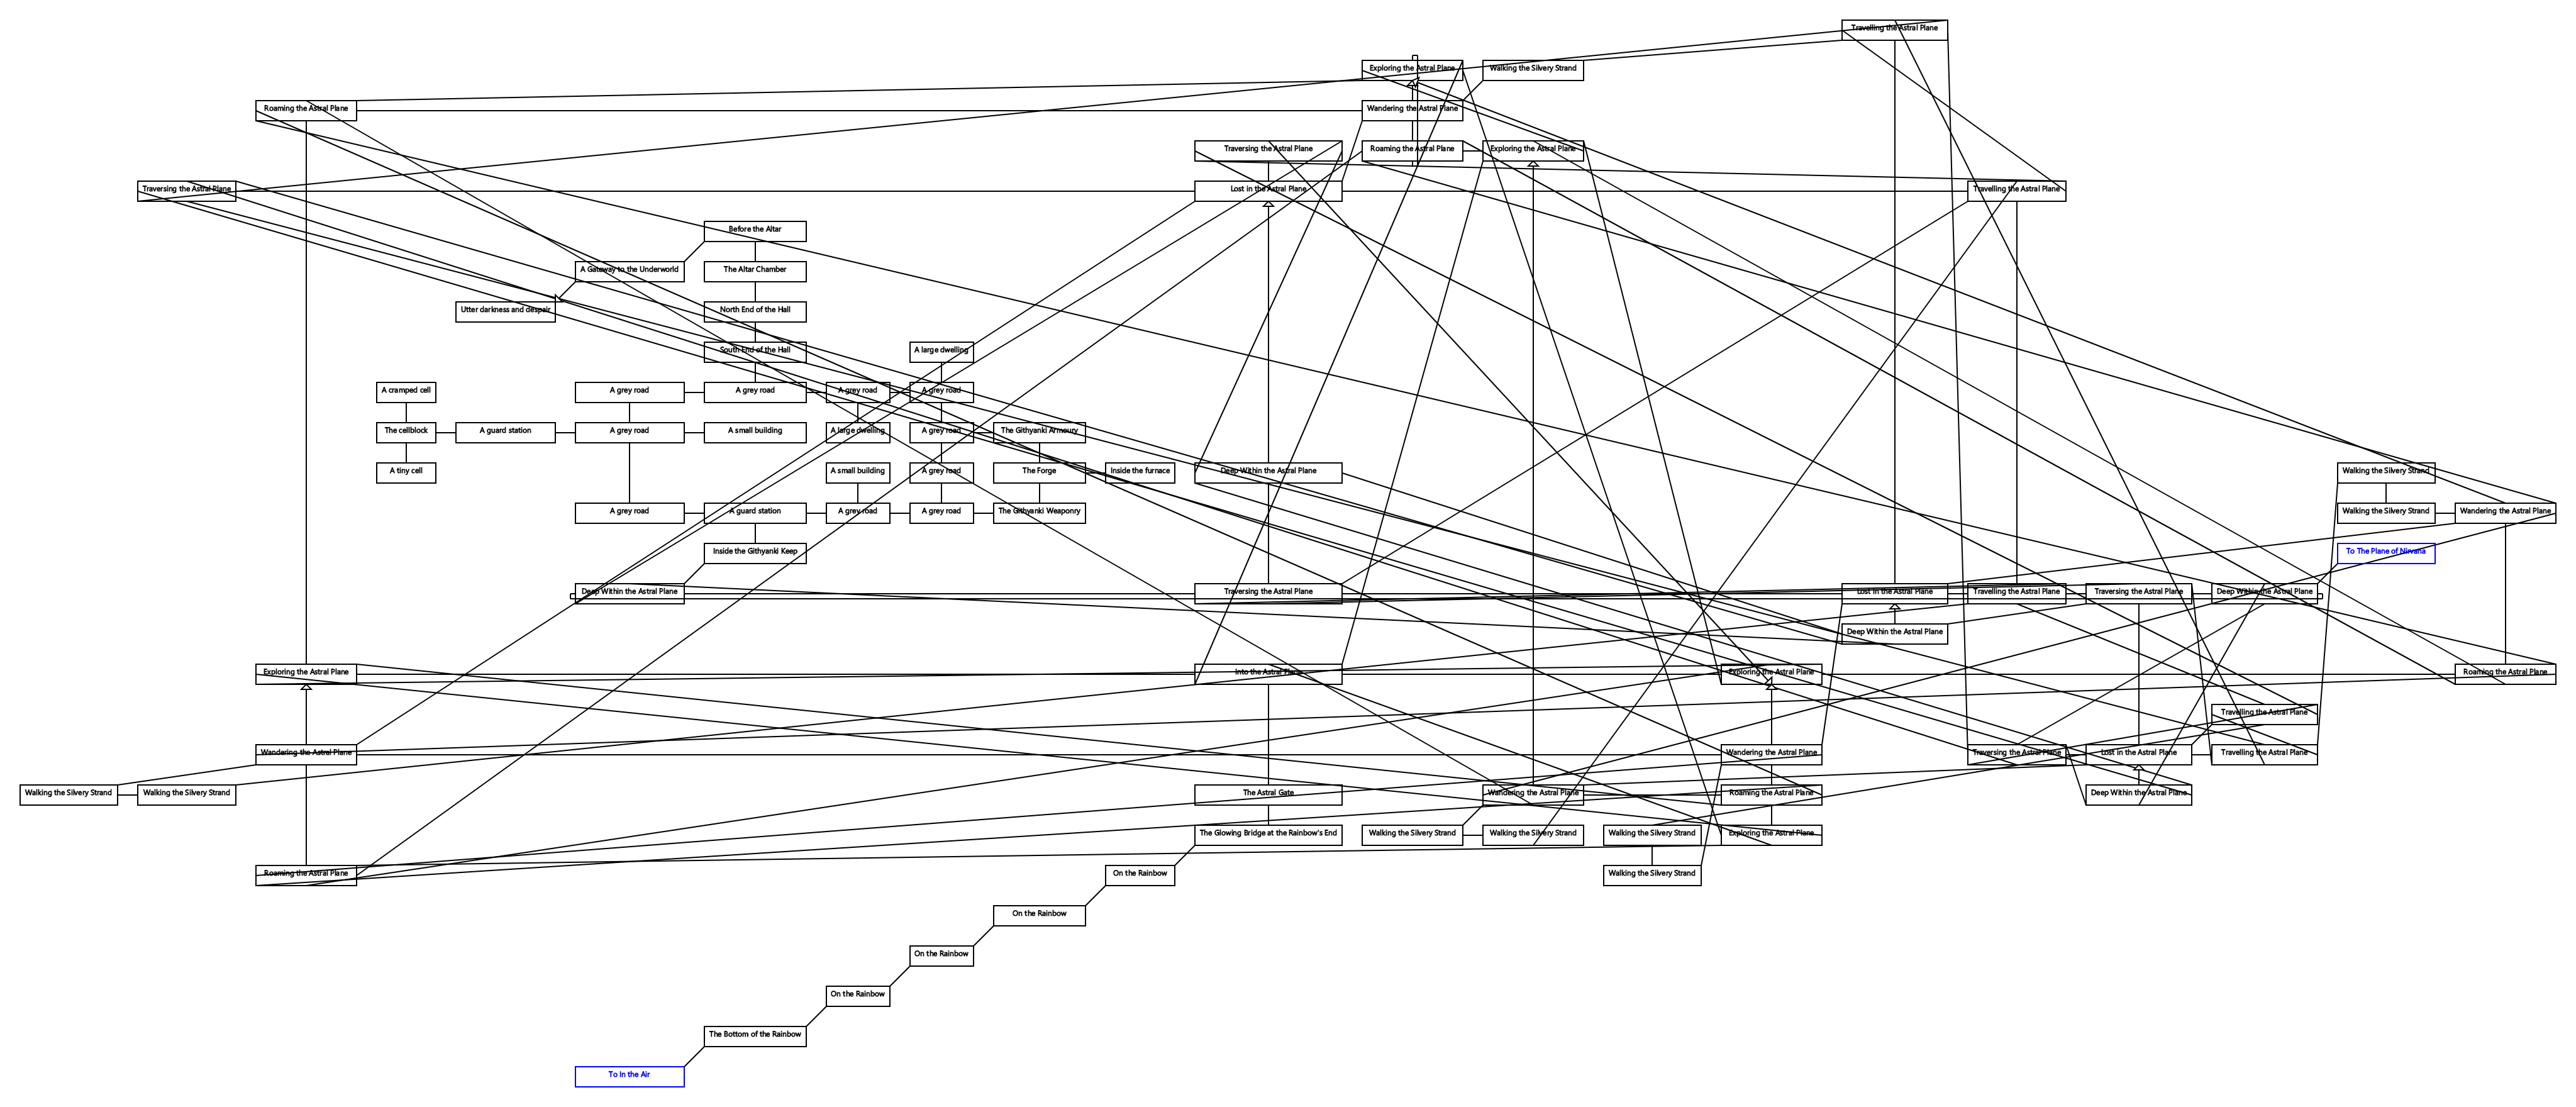 Travelling the Astral Plane
Exploring the Astral Plane
Walking the Silvery Strand
Roaming the Astral Plane
Wandering the Astral Plane
Traversing the Astral Plane
Roaming the Astral Plane
Exploring the Astral Plane
Traversing the Astral Plane
Lost in the Astral Plane
Travelling the Astral Plane
Before the Altar
A Gateway to the Underworld
The Altar Chamber
Utter darkness and despair
North End of the Hall
South End of the Hall
A large dwelling
A cramped cell
A grey road
A grey road
A grey road
A grey road
The cellblock
A guard station
A grey road
A small building
A large dwelling
A grey road
The Githyanki Armoury
A tiny cell
A small building
A grey road
The Forge
Inside the furnace
Deep Within the Astral Plane
Walking the Silvery Strand
A grey road
A guard station
A grey road
A grey road
The Githyanki Weaponry
Walking the Silvery Strand
Wandering the Astral Plane
Inside the Githyanki Keep
To The Plane of Nirvana
Deep Within the Astral Plane
Traversing the Astral Plane
Lost in the Astral Plane
Travelling the Astral Plane
Traversing the Astral Plane
Deep Within the Astral Plane
Deep Within the Astral Plane
Exploring the Astral Plane
Into the Astral Plane
Exploring the Astral Plane
Roaming the Astral Plane
Travelling the Astral Plane
Wandering the Astral Plane
Wandering the Astral Plane
Traversing the Astral Plane
Lost in the Astral Plane
Travelling the Astral Plane
Walking the Silvery Strand
Walking the Silvery Strand
The Astral Gate
Wandering the Astral Plane
Roaming the Astral Plane
Deep Within the Astral Plane
The Glowing Bridge at the Rainbow's End
Walking the Silvery Strand
Walking the Silvery Strand
Walking the Silvery Strand
Exploring the Astral Plane
Roaming the Astral Plane
On the Rainbow
Walking the Silvery Strand
On the Rainbow
On the Rainbow
On the Rainbow
The Bottom of the Rainbow
To In the Air